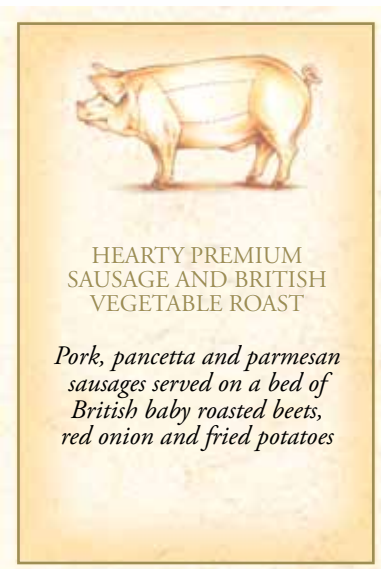 HEARTY PREMIUM
SAUSAGE AND BRITISH
VEGETABLE ROAST
Pork, pancetta and parmesan
sausages served on a bed of
British baby roasted beets,
red onion and fried potatoes